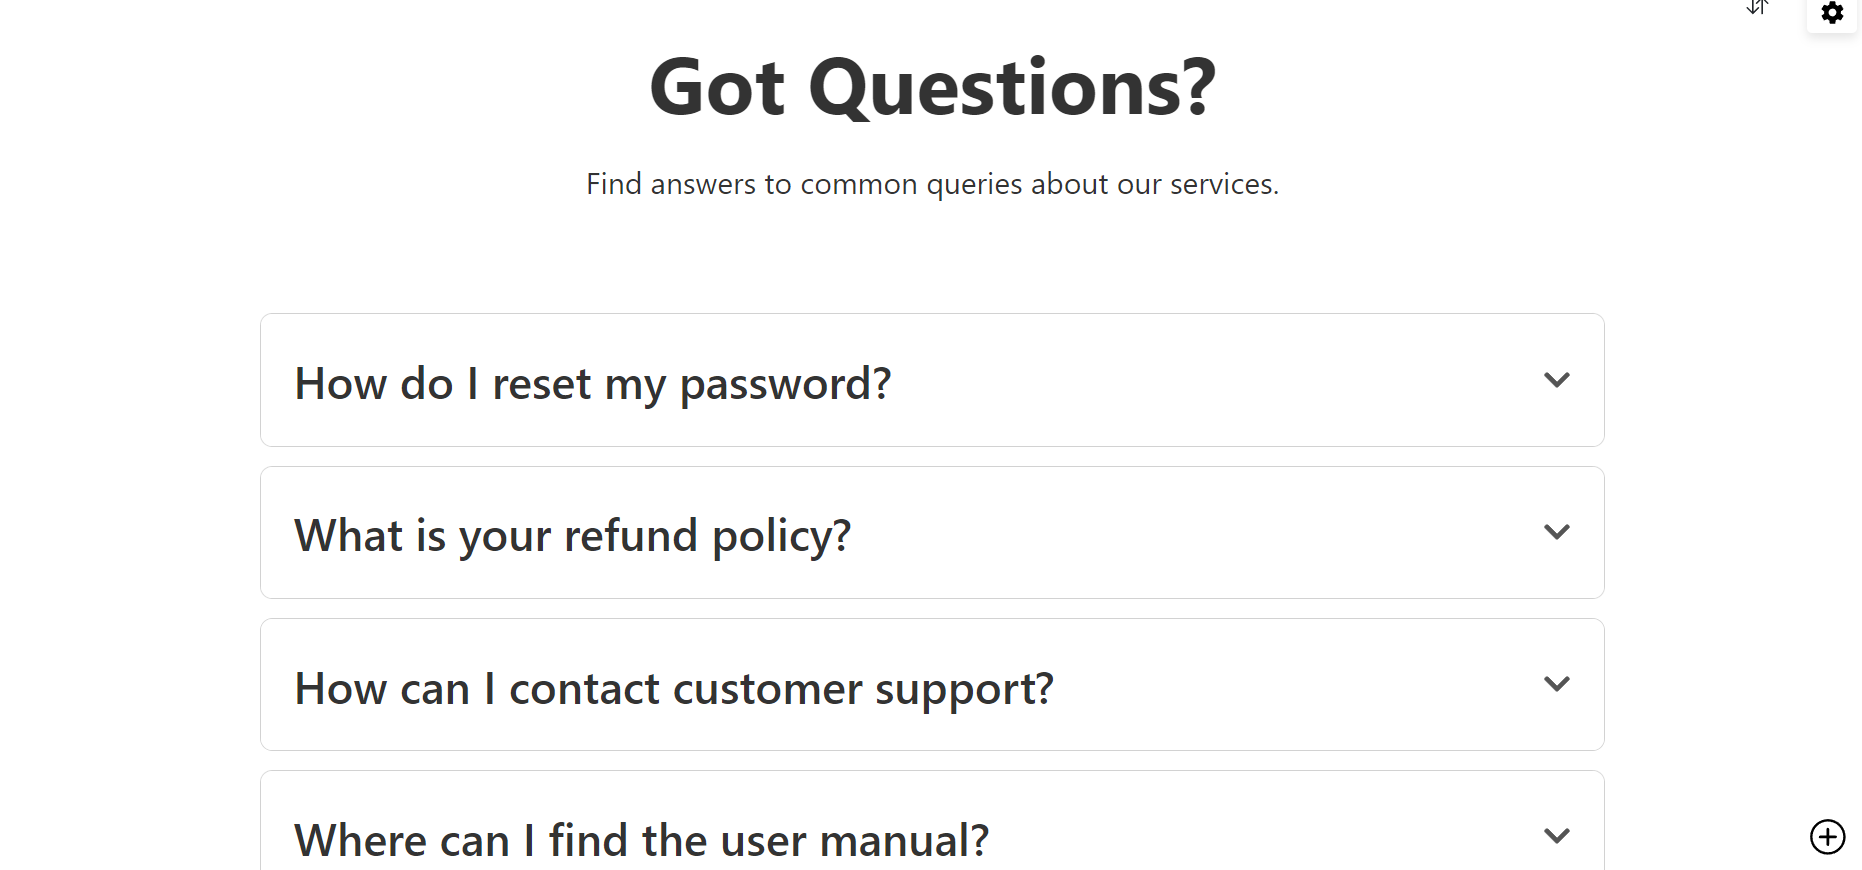 Got Questions?
Find answers to common queries about our services.
How do I reset my password?
What is your refund policy?
How can I contact customer support?
Where can I find the user manual?